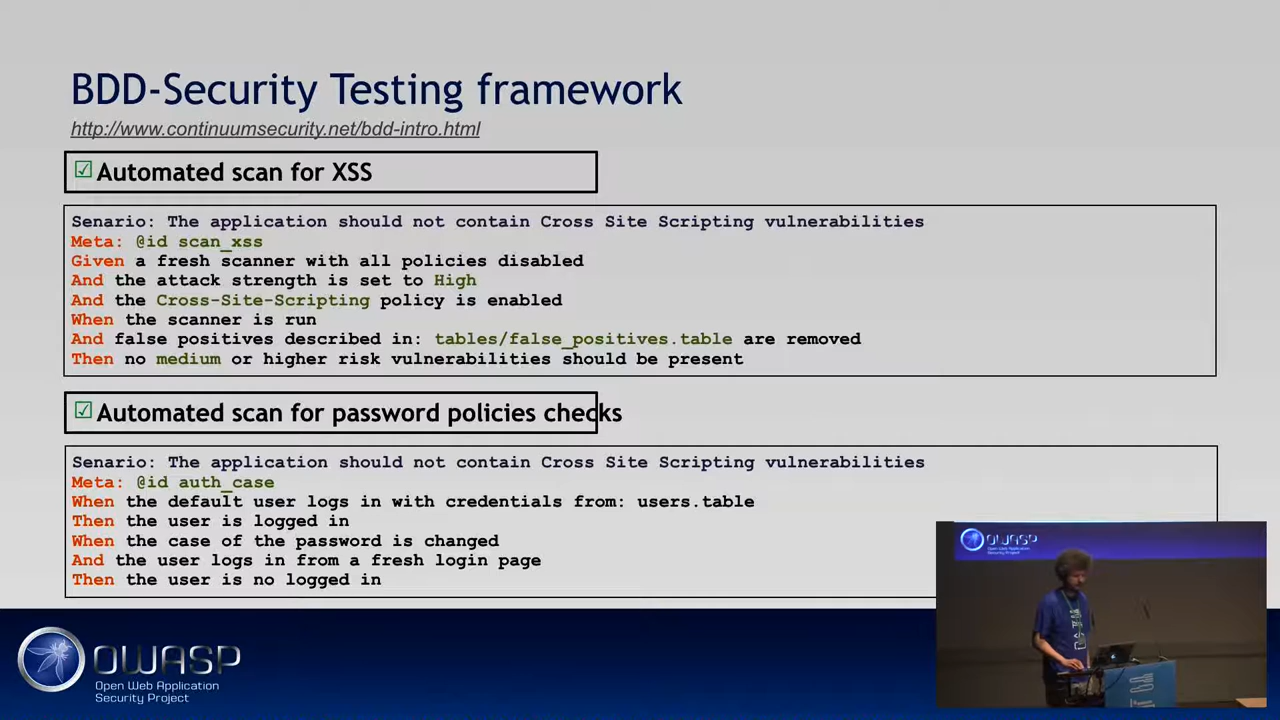 BDD-Security Testing framework
http://www.continuumsecurity.net/bdd-intro.html
☑ Automated scan for XSS
Senario: The application should not contain Cross Site Scripting vulnerabilities
Meta: @id scan_xss
Given a fresh scanner with all policies disabled
And the attack strength is set to High
And the Cross-Site-Scripting policy is enabled
When the scanner is run
And false positives described in: tables/false_positives.table are removed
Then no medium or higher risk vulnerabilities should be present
☑ Automated scan for password policies checks
Senario: The application should not contain Cross Site Scripting vulnerabilities
Meta: @id auth_case
When the default user logs in with credentials from: users.table
Then the user is logged in
When the case of the password is changed
And the user logs in from a fresh login page
Then the user is no logged in
OWASP
Open Web Application
Security Project
OWASP
Open Web Application
Security Project